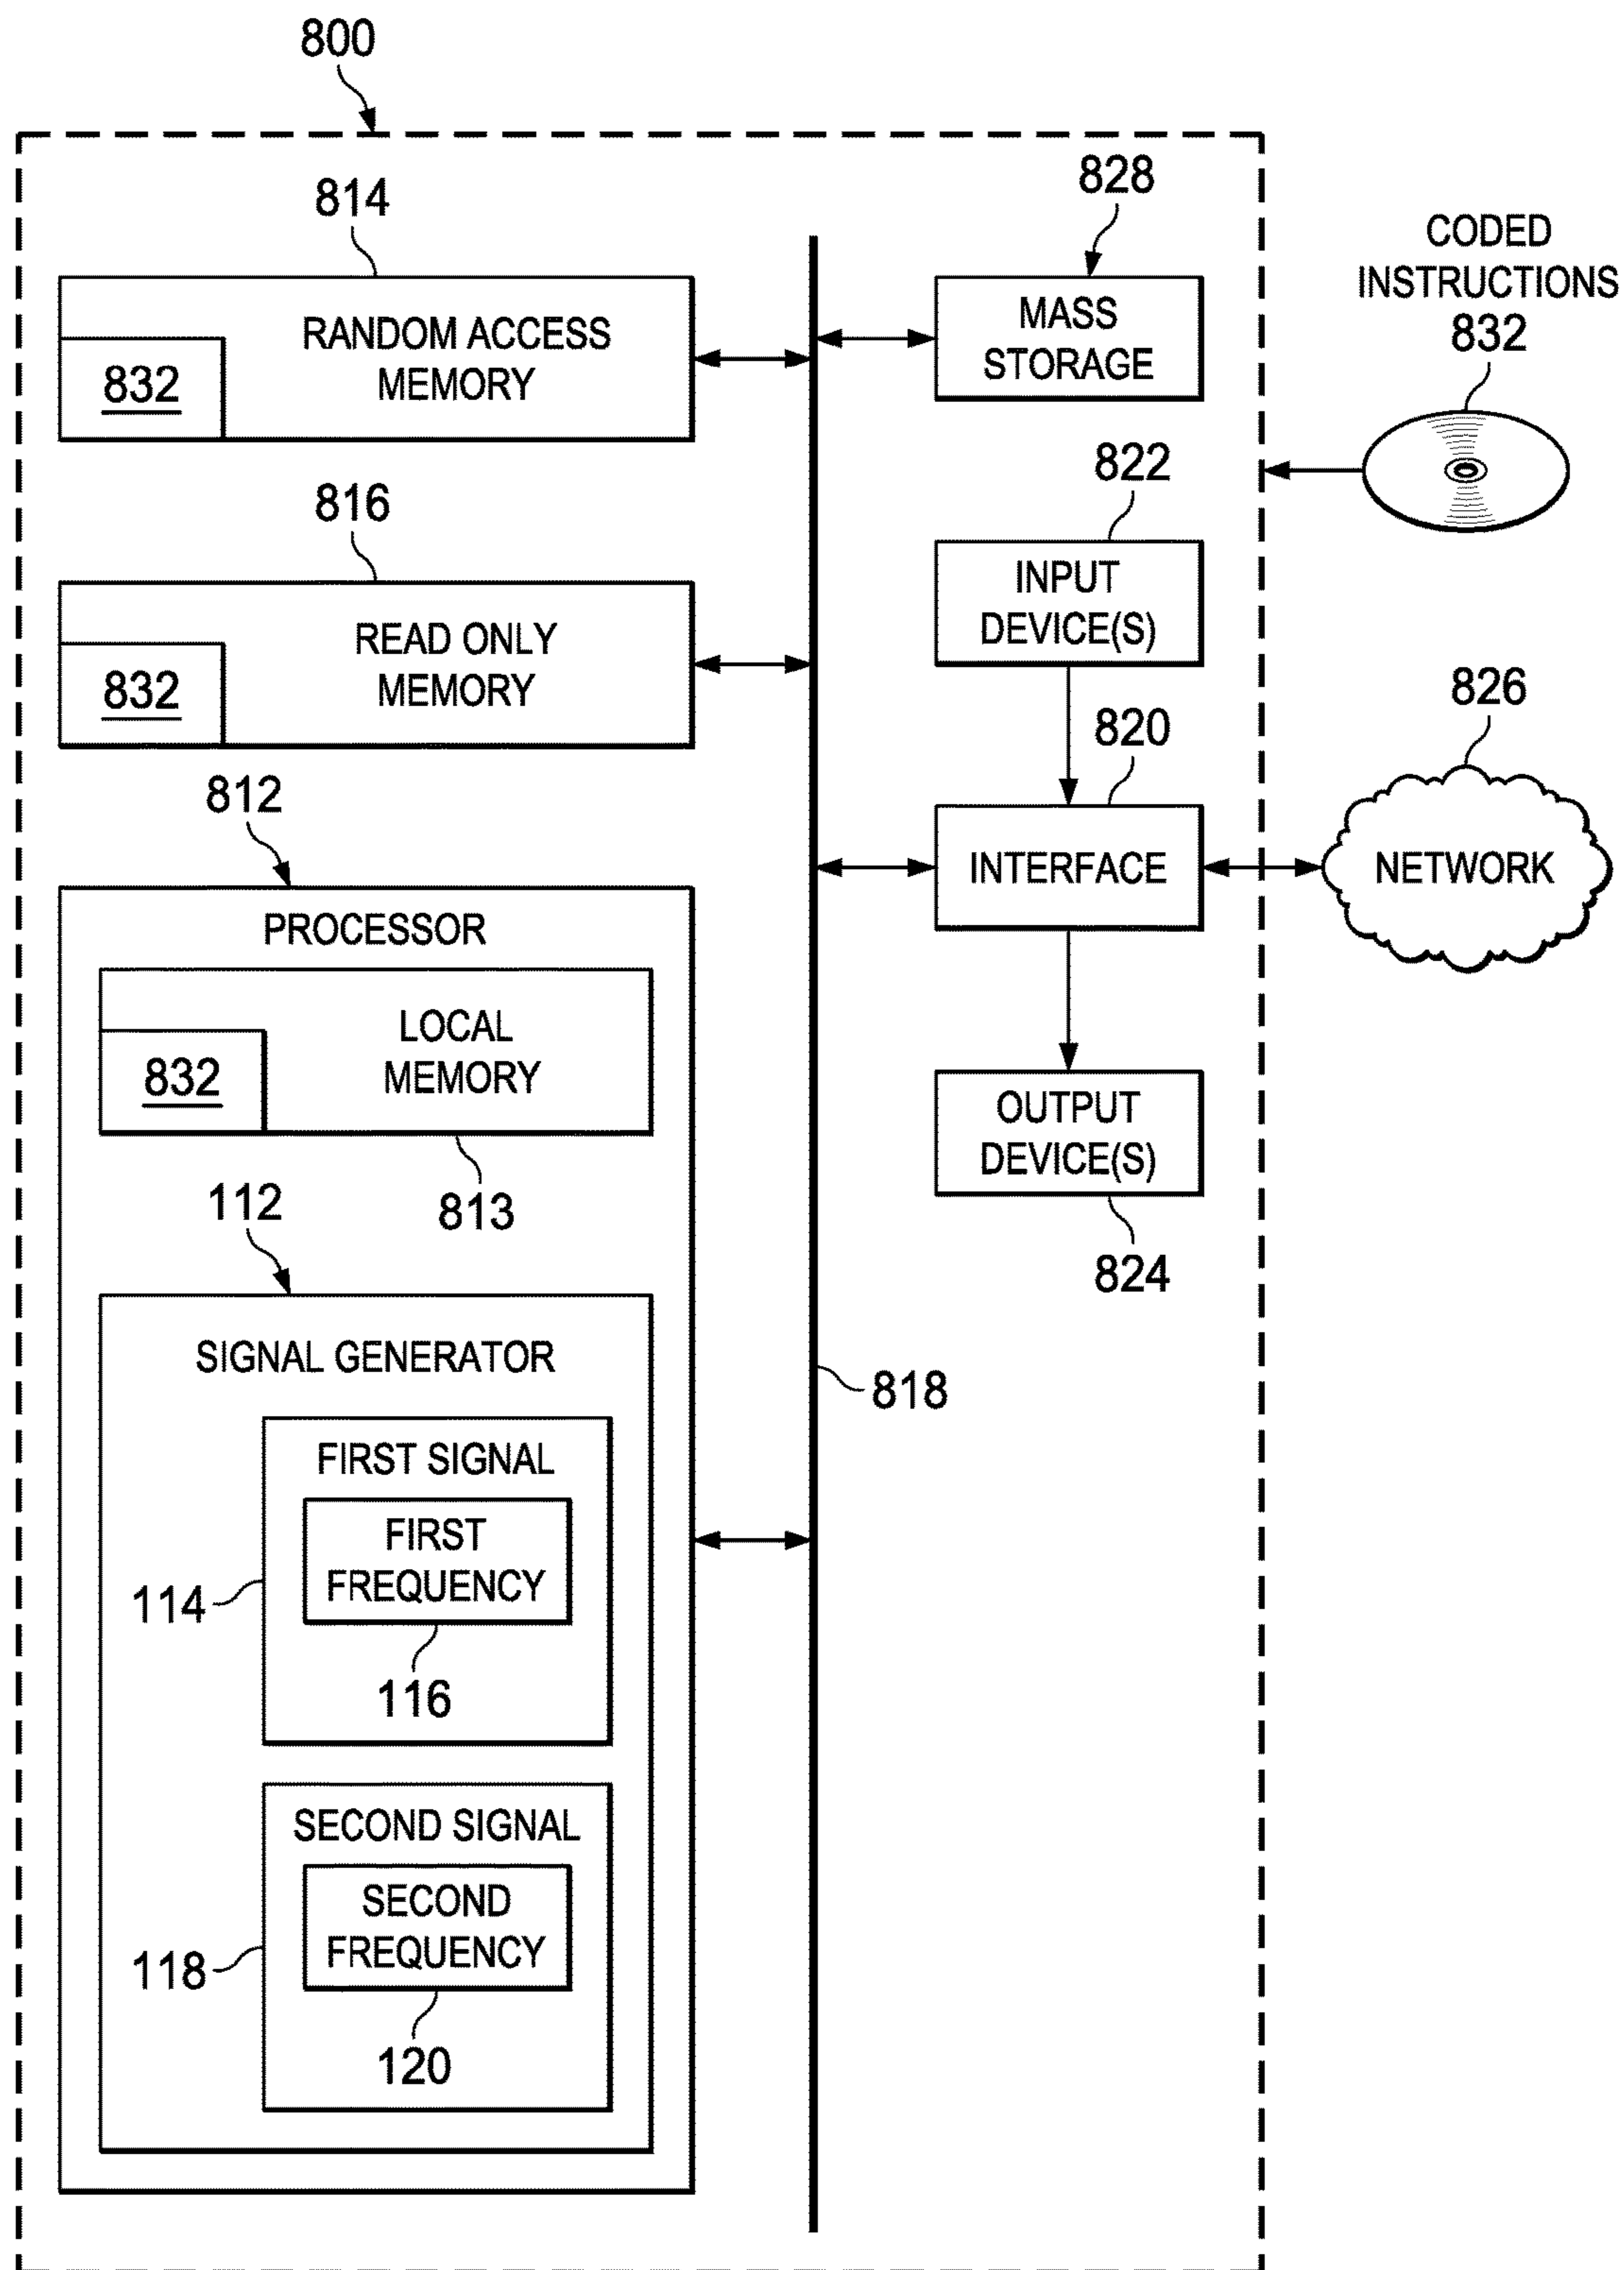 800
814
RANDOM ACCESS
MEMORY
832
816
READ ONLY
MEMORY
832
812
PROCESSOR
LOCAL
MEMORY
832
813
112
SIGNAL GENERATOR
FIRST SIGNAL
FIRST
FREQUENCY
114
116
SECOND SIGNAL
SECOND
FREQUENCY
118
120
818
828
MASS
STORAGE
822
INPUT
DEVICE(S)
820
INTERFACE
OUTPUT
DEVICE(S)
824
CODED
INSTRUCTIONS
832
826
NETWORK